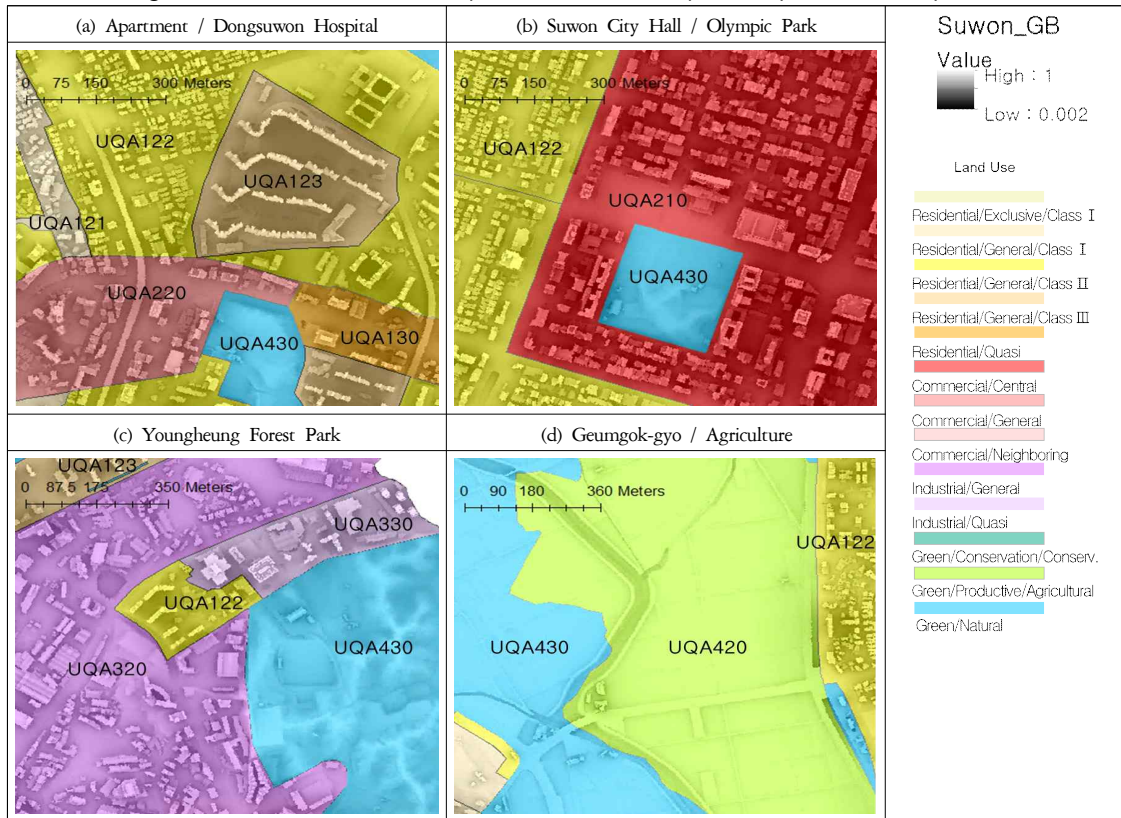 (a) Apartment / Dongsuwon Hospital
0 75 150 300 Meters
UQA122
UQA123
UQA121
UQA220
UQA430
UQA130
(b) Suwon City Hall / Olympic Park
0 75 150 300 Meters
UQA122
UQA210
UQA430
(c) Youngheung Forest Park
UQA123
0 87.5 175 350 Meters
UQA330
UQA122
UQA320
UQA430
(d) Geumgok-gyo / Agriculture
0 90 180 360 Meters
UQA122
UQA430
UQA420
Suwon_GB
Value
High : 1
Low : 0.002
Land Use
Residential/Exclusive/Class Ⅰ
Residential/General/Class Ⅰ
Residential/General/Class Ⅱ
Residential/General/Class Ⅲ
Residential/Quasi
Commercial/Central
Commercial/General
Commercial/Neighboring
Industrial/General
Industrial/Quasi
Green/Conservation/Conserv.
Green/Productive/Agricultural
Green/Natural